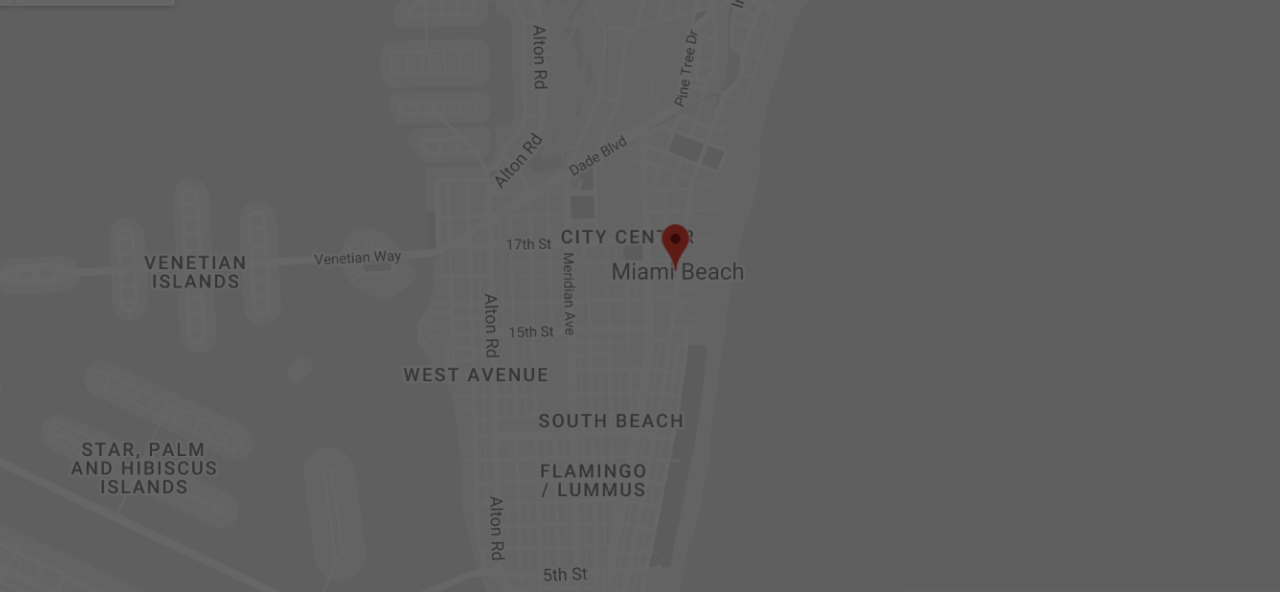 Alton Rd
Pine Tree Dr
Alton Rd
Dade Blvd
17th St
CITY CENTER
Venetian Way
VENETIAN
ISLANDS
Meridian Ave
Miami Beach
Alton Rd
15th St
WEST AVENUE
SOUTH BEACH
STAR, PALM
AND HIBISCUS
ISLANDS
FLAMINGO
/ LUMMUS
Alton Rd
5th St